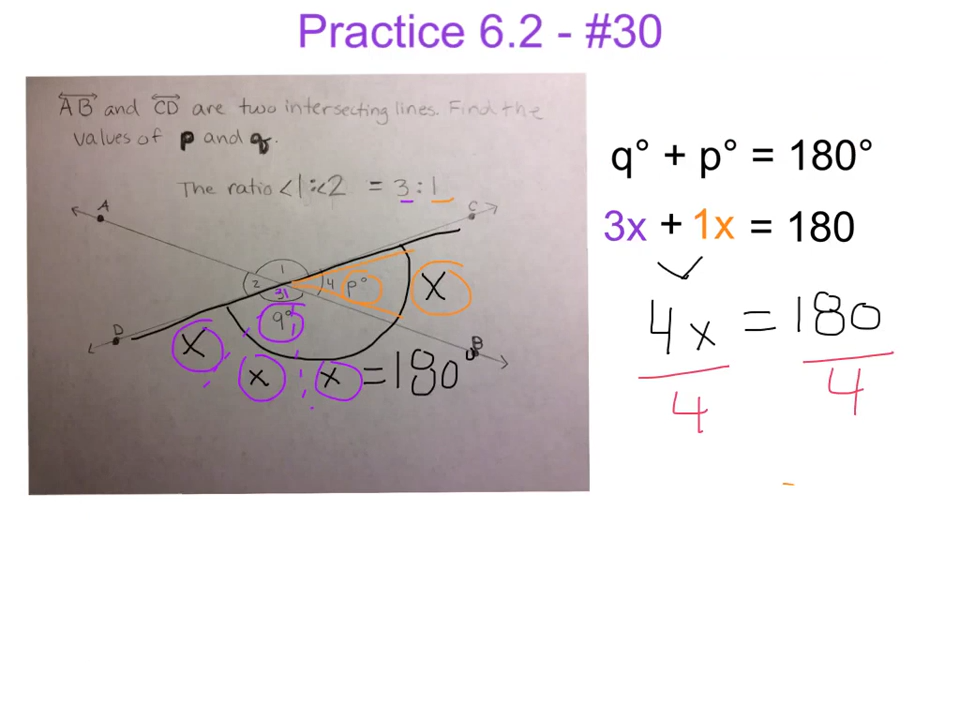 Practice 6.2 - #30
AB and CD are two intersecting lines. Find the
values of p and q.
The ratio <1:<2 = 3:1
A
C
1
2
4 p°
X
3
q°
D
B
X
x x =180°
q° + p° = 180°
3x + 1x = 180
4x = 180
4 4